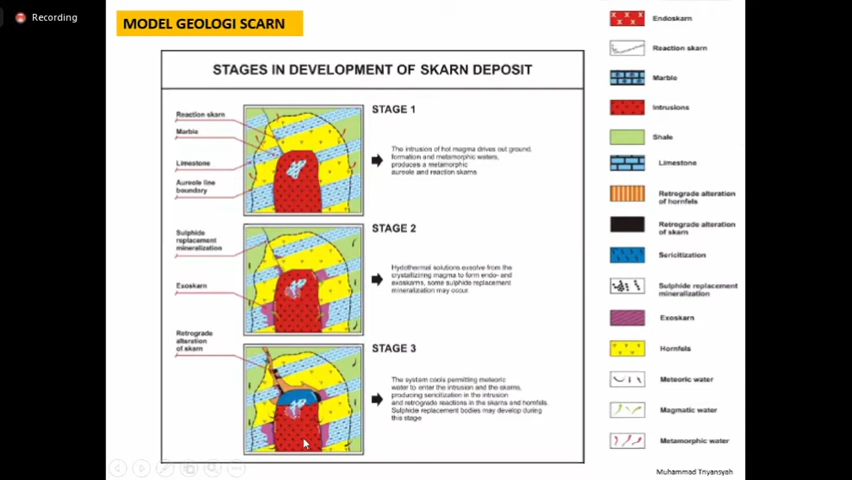 Recording
MODEL GEOLOGI SCARN
STAGES IN DEVELOPMENT OF SKARN DEPOSIT
STAGE 1
Reaction skarn
Marble
Limestone
Aureole line
boundary
The intrusion of hot magma drives out ground,
formation and metamorphic waters,
produces a metamorphic
aureole and reaction skarns
STAGE 2
Sulphide
replacement
mineralization
Exoskarn
Hydothermal solutions exsolve from the
crystallizing magma to form endo- and
exoskarns, some sulphide replacement
mineralization may occur.
STAGE 3
Retrograde
alteration
of skarn
The system cools permitting meteoric
water to enter the intrusion and the skarns,
producing sericitization in the intrusion
and retrograde reactions in the skarns and hornfels.
Sulphide replacement bodies may develop during
this stage
Endoskarn
Reaction skarn
Marble
Intrusions
Shale
Limestone
Retrograde alteration
of hornfels
Retrograde alteration
of skarn
Sericitization
Sulphide replacement
mineralization
Exoskarn
Hornfels
Meteoric water
Magmatic water
Metamorphic water
Muhammad Triyansyah